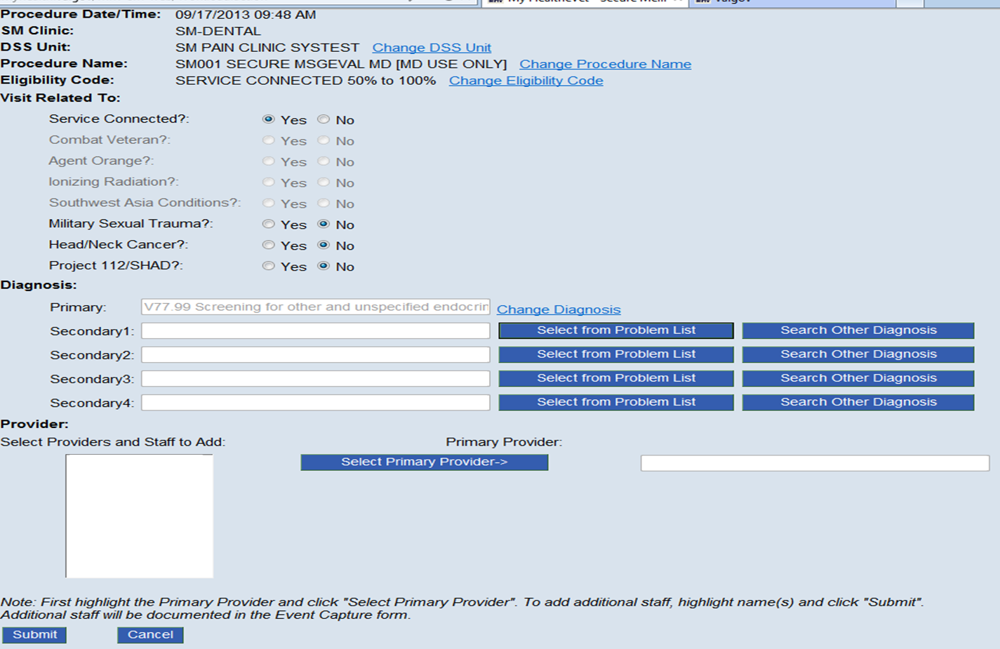 My HealtheVet - Secure Me...
va.gov
Procedure Date/Time: 09/17/2013 09:48 AM
SM Clinic: SM-DENTAL
DSS Unit: SM PAIN CLINIC SYSTEST Change DSS Unit
Procedure Name: SM001 SECURE MSGEVAL MD [MD USE ONLY] Change Procedure Name
Eligibility Code: SERVICE CONNECTED 50% to 100% Change Eligibility Code
Visit Related To:
Service Connected?: Yes No
Combat Veteran?: Yes No
Agent Orange?: Yes No
Ionizing Radiation?: Yes No
Southwest Asia Conditions?: Yes No
Military Sexual Trauma?: Yes No
Head/Neck Cancer?: Yes No
Project 112/SHAD?: Yes No
Diagnosis:
Primary: V77.99 Screening for other and unspecified endocrin Change Diagnosis
Secondary1: Select from Problem List Search Other Diagnosis
Secondary2: Select from Problem List Search Other Diagnosis
Secondary3: Select from Problem List Search Other Diagnosis
Secondary4: Select from Problem List Search Other Diagnosis
Provider:
Select Providers and Staff to Add: Primary Provider:
Select Primary Provider->
Note: First highlight the Primary Provider and click "Select Primary Provider". To add additional staff, highlight name(s) and click "Submit".
Additional staff will be documented in the Event Capture form.
Submit Cancel